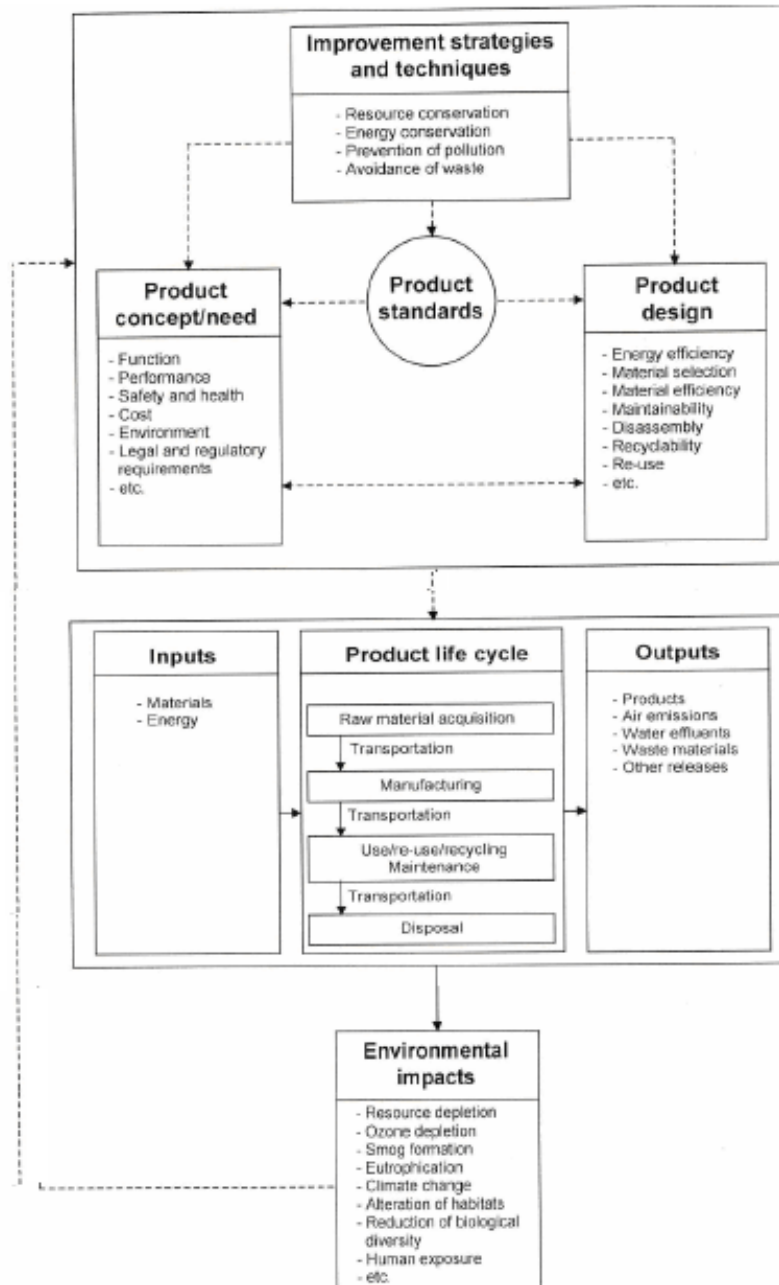 Improvement strategies
and techniques
- Resource conservation
- Energy conservation
- Prevention of pollution
- Avoidance of waste
Product
concept/need
- Function
- Performance
- Safety and health
- Cost
- Environment
- Legal and regulatory
requirements
- etc.
Product
standards
Product
design
- Energy efficiency
- Material selection
- Material efficiency
- Maintainability
- Disassembly
- Recyclability
- Re-use
- etc.
Inputs
- Materials
- Energy
Product life cycle
Raw material acquisition
Transportation
Manufacturing
Transportation
Use/re-use/recycling
Maintenance
Transportation
Disposal
Outputs
- Products
- Air emissions
- Water effluents
- Waste materials
- Other releases
Environmental
impacts
- Resource depletion
- Ozone depletion
- Smog formation
- Eutrophication
- Climate change
- Alteration of habitats
- Reduction of biological
diversity
- Human exposure
- etc.